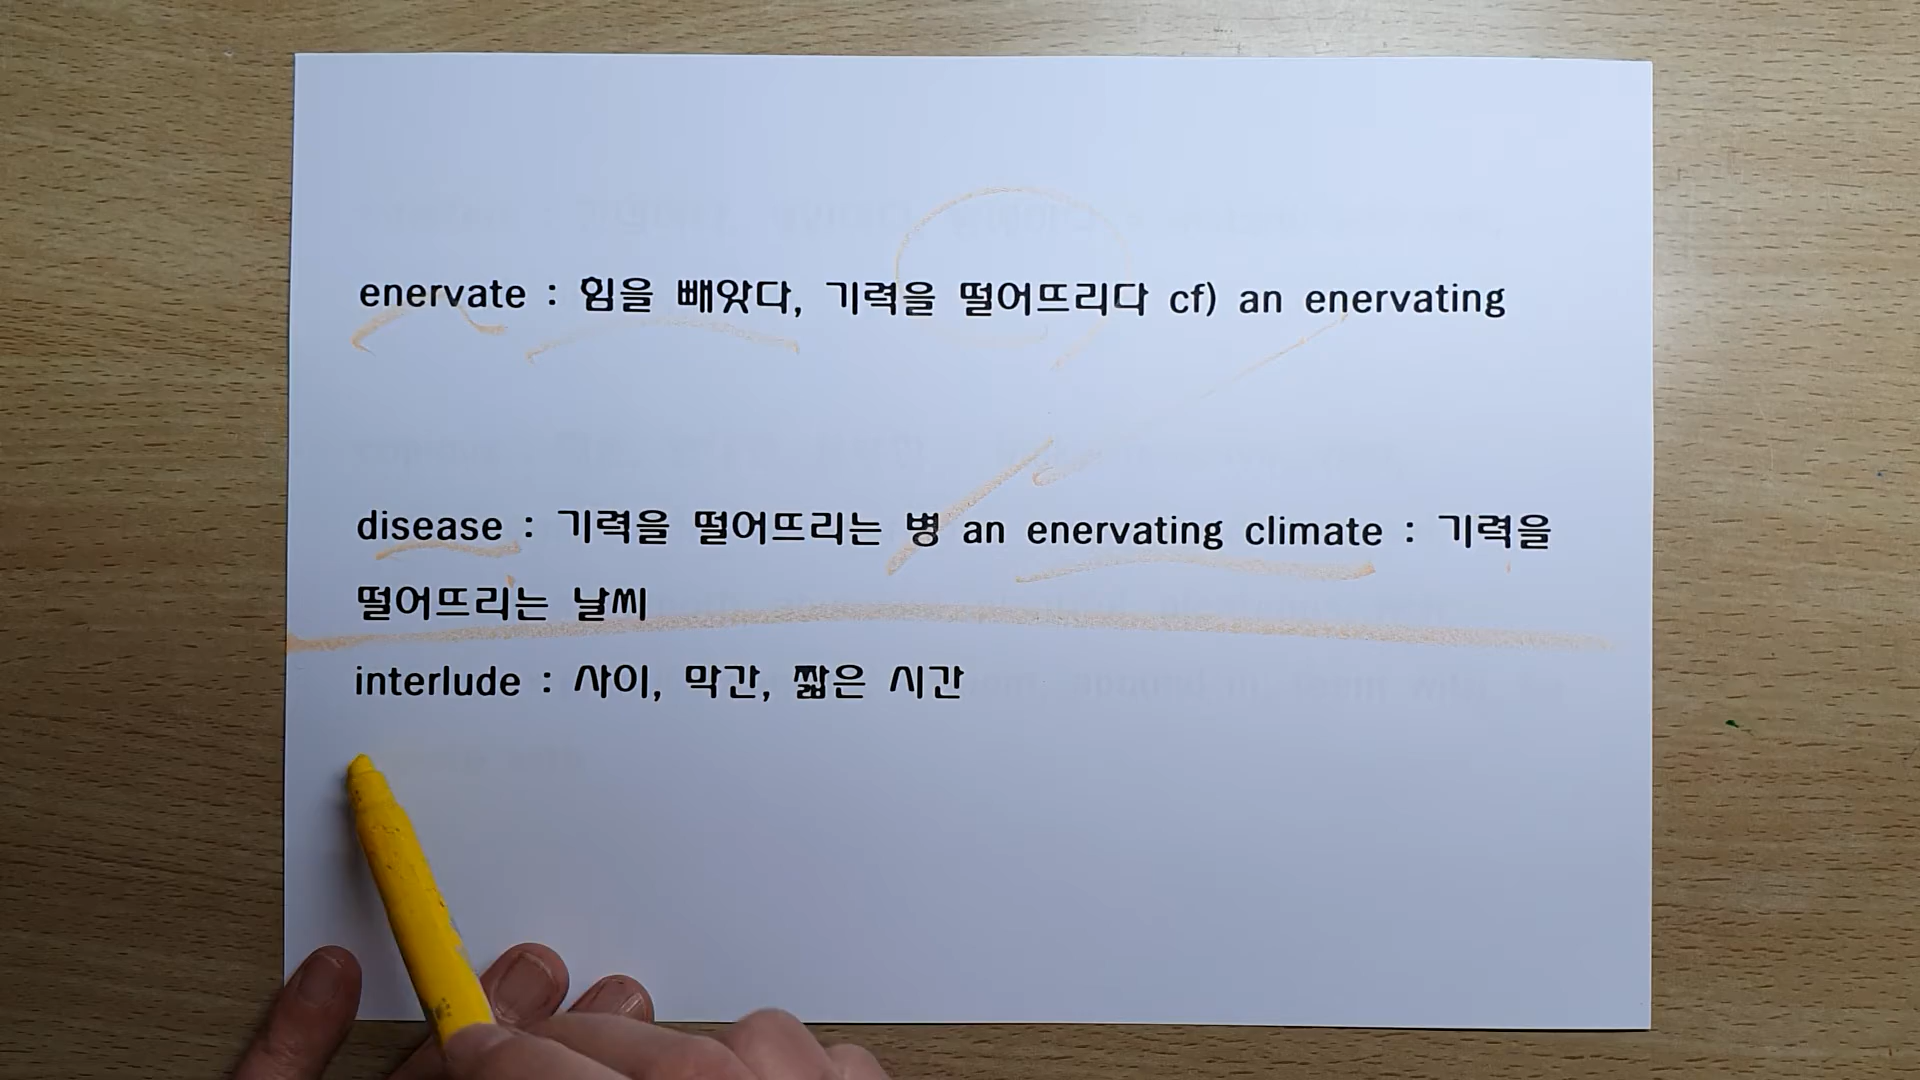 enervate : 힘을 빼앗다, 기력을 떨어뜨리다 cf) an enervating
disease : 기력을 떨어뜨리는 병 an enervating climate : 기력을
떨어뜨리는 날씨
interlude : 사이, 막간, 짧은 시간